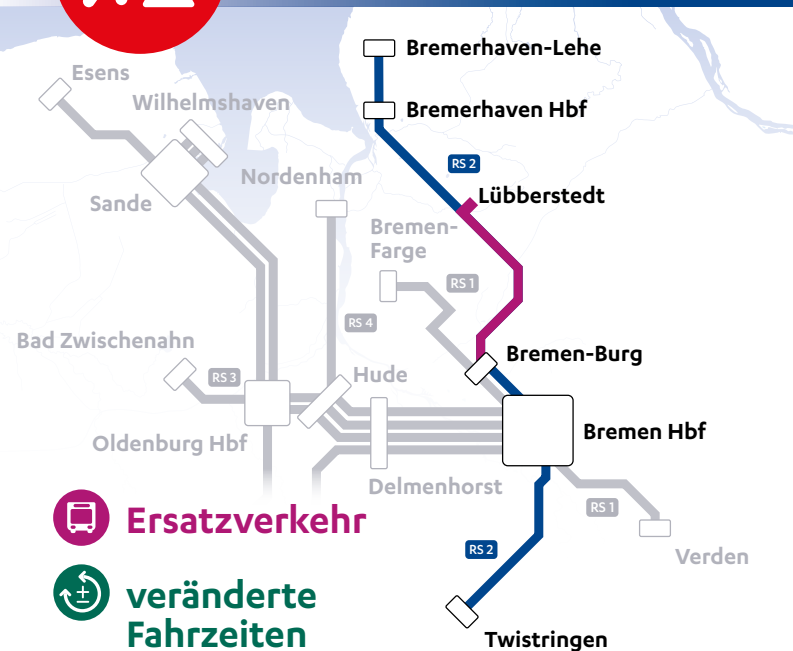 Bremerhaven-Lehe
Esens
Wilhelmshaven
Bremerhaven Hbf
RS 2
Nordenham
Lübberstedt
Sande
Bremen-
Farge
RS 1
RS 4
Bad Zwischenahn
Bremen-Burg
RS 3
Hude
Oldenburg Hbf
Bremen Hbf
Delmenhorst
RS 1
Ersatzverkehr
RS 2
Verden
veränderte
Fahrzeiten
Twistringen